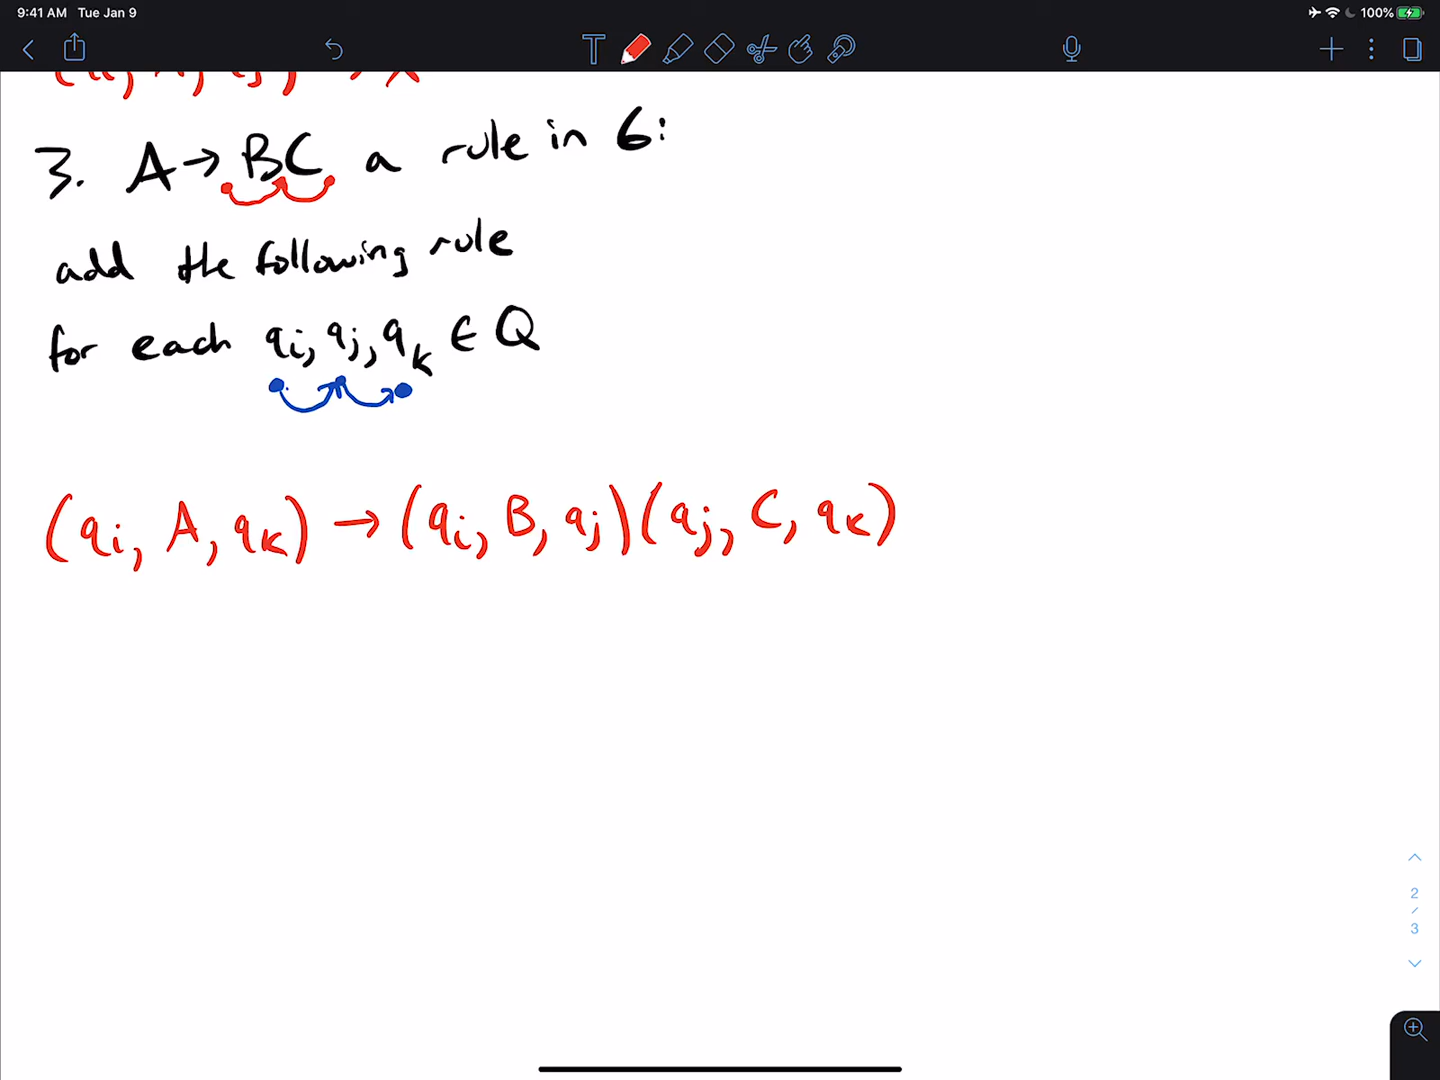 9:41 AM Tue Jan 9 100%
3. A → BC a rule in G:
add the following rule
for each qi, qj, qk ∈ Q
(qi, A, qk) → (qi, B, qj)(qj, C, qk)
2
/
3